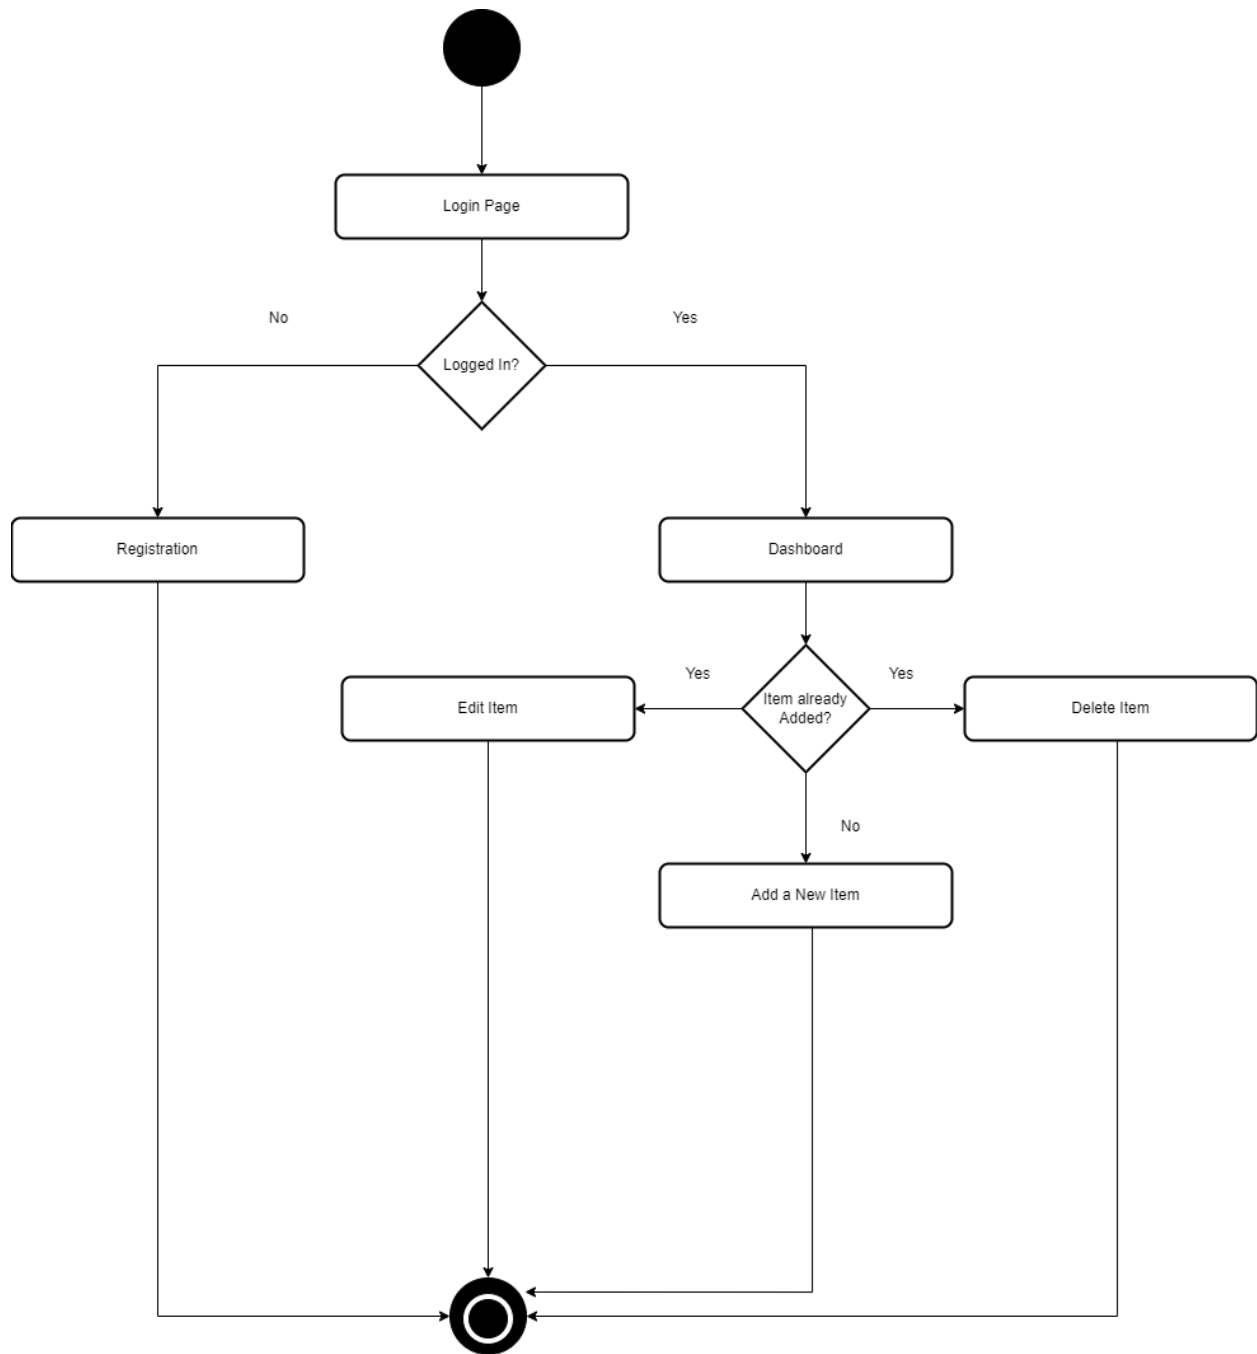 Login Page
No
Yes
Logged In?
Registration
Dashboard
Yes
Yes
Edit Item
Item already
Added?
Delete Item
No
Add a New Item